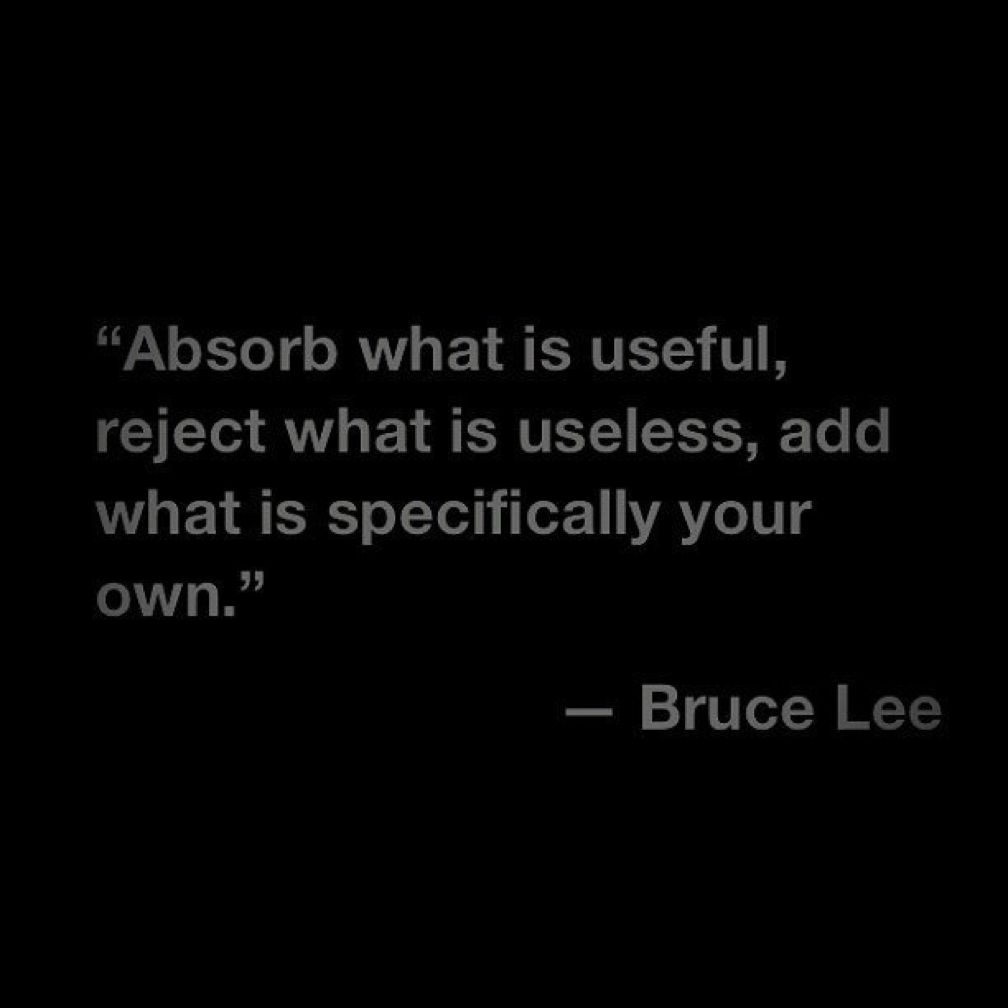 “Absorb what is useful,
reject what is useless, add
what is specifically your
own.”
— Bruce Lee